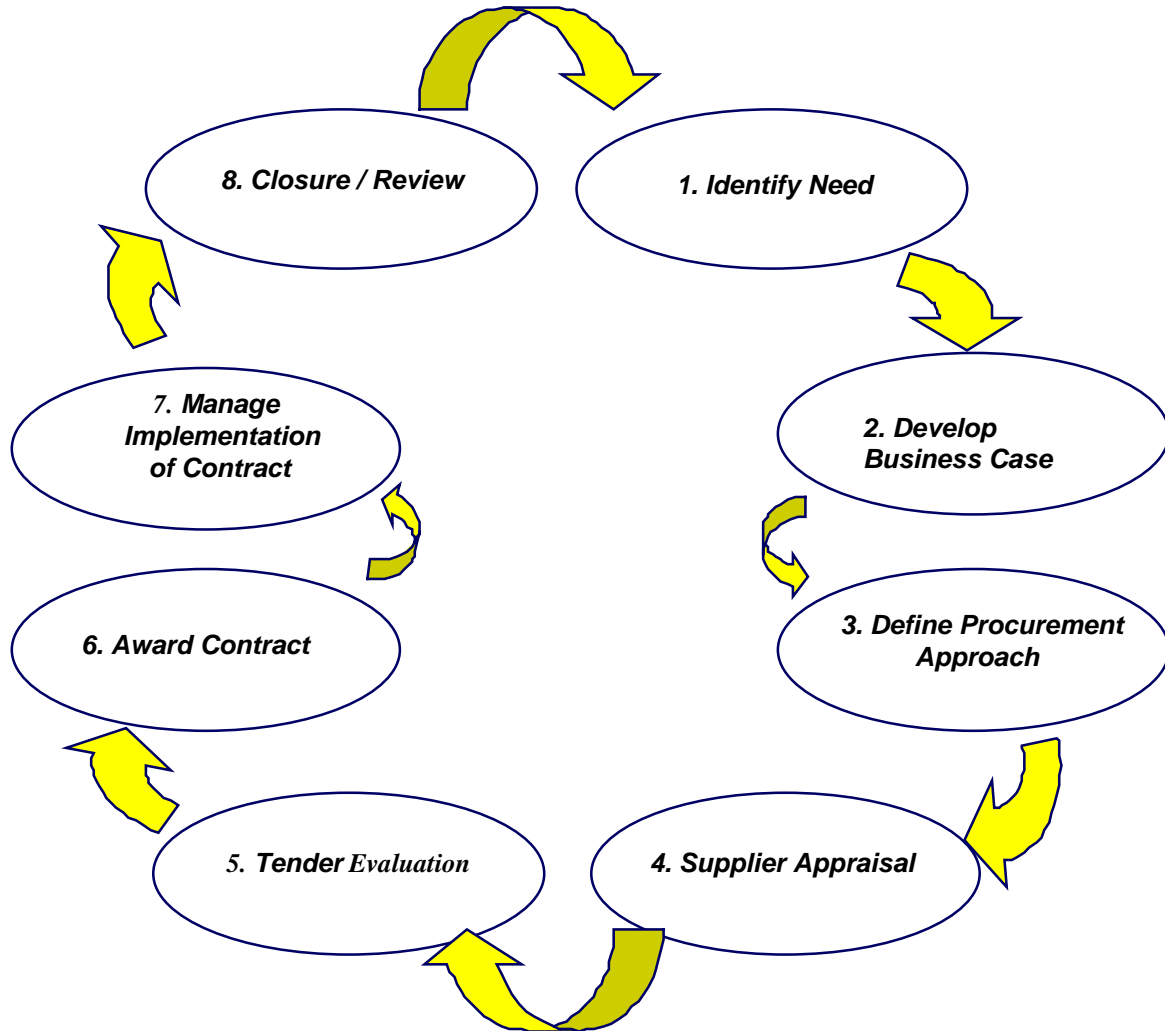 1. Identify Need
2. Develop
Business Case
3. Define Procurement
Approach
4. Supplier Appraisal
5. Tender Evaluation
6. Award Contract
7. Manage
Implementation
of Contract
8. Closure / Review